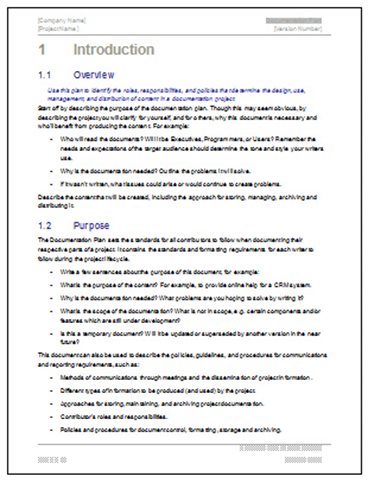 [Company Name] Documentation Plan
[Project Name] [Version Number]
1 Introduction
1.1 Overview
Use this plan to identify the roles, responsibilities, and policies that determine the design, use,
management, and distribution of content in a documentation project.
Start off by describing the purpose of the documentation plan. Though this may seem obvious, by
describing the project you will clarify for yourself, and for others, why this document is necessary and
who'll benefit from producing the content. For example:
• Who will read the documents? Will it be Executives, Programmers, or Users? Remember the
needs and expectations of the target audience should determine the tone and style your writers
use.
• Why is the documentation needed? Outline the problems it will solve.
• If it wasn't written, what issues could arise or would continue to create problems.
Describe the content that will be created, including the approach for storing, managing, archiving and
distributing it.
1.2 Purpose
The Documentation Plan sets the standards for all contributors to follow when documenting their
respective parts of a project. It contains the standards and formatting requirements for each writer to
follow during the project lifecycle.
• Write a few sentences about the purpose of this document, for example:
• What is the purpose of the content? For example, to provide online help for a CRM system.
• Why is the documentation needed? What problems are you hoping to solve by writing it?
• What is the scope of the documentation? What is not in scope, e.g. certain components and/or
features which are still under development?
• Is this a temporary document? Will it be updated or superseded by another version in the near
future?
This document can also be used to describe the policies, guidelines, and procedures for communications
and reporting requirements, such as:
• Methods of communications through meetings and the dissemination of project information.
• Different types of information to be produced (and used) by the project.
• Approaches for storing, maintaining, and archiving project documentation.
• Contributor's roles and responsibilities.
• Policies and procedures for document control, formatting, storage and archiving.